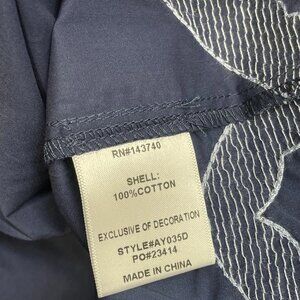 RN#143740
SHELL:
100%COTTON
EXCLUSIVE OF DECORATION
STYLE#AY035D
PO#23414
MADE IN CHINA